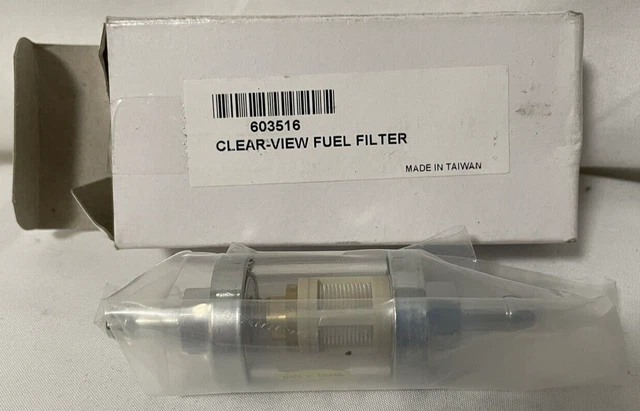 603516
CLEAR-VIEW FUEL FILTER
MADE IN TAIWAN